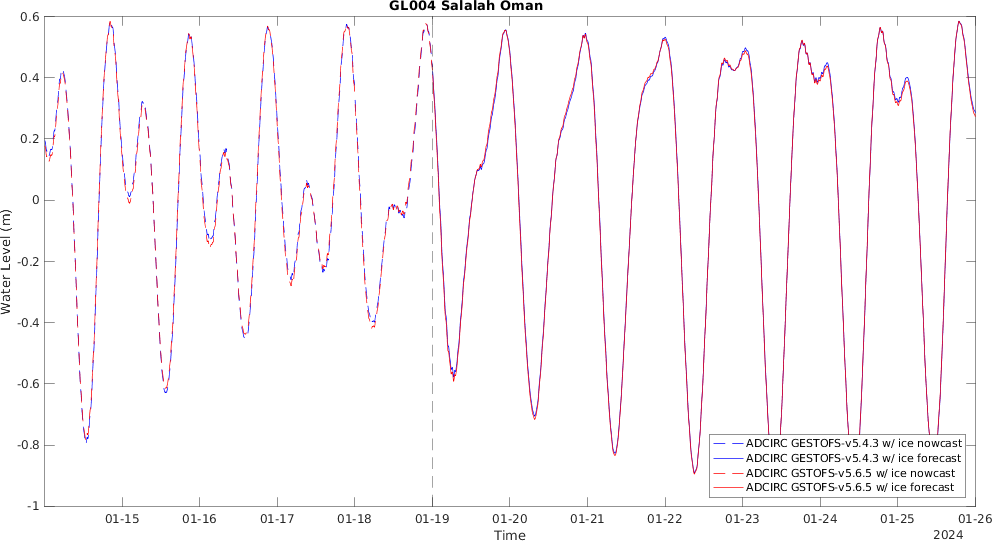 GL004 Salalah Oman
0.6
0.4
0.2
0
-0.2
-0.4
-0.6
-0.8
-1
Water Level (m)
01-15 01-16 01-17 01-18 01-19 01-20 01-21 01-22 01-23 01-24 01-25 01-26
Time
2024
ADCIRC GESTOFS-v5.4.3 w/ ice nowcast
ADCIRC GESTOFS-v5.4.3 w/ ice forecast
ADCIRC GSTOFS-v5.6.5 w/ ice nowcast
ADCIRC GSTOFS-v5.6.5 w/ ice forecast